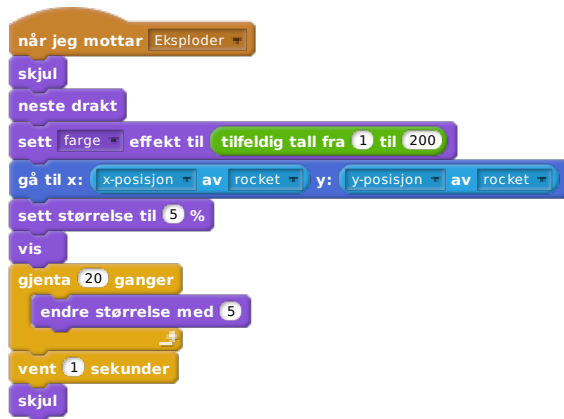 når jeg mottar Eksploder
skjul
neste drakt
sett farge effekt til tilfeldig tall fra 1 til 200
gå til x: x-posisjon av rocket y: y-posisjon av rocket
sett størrelse til 5 %
vis
gjenta 20 ganger
endre størrelse med 5
vent 1 sekunder
skjul